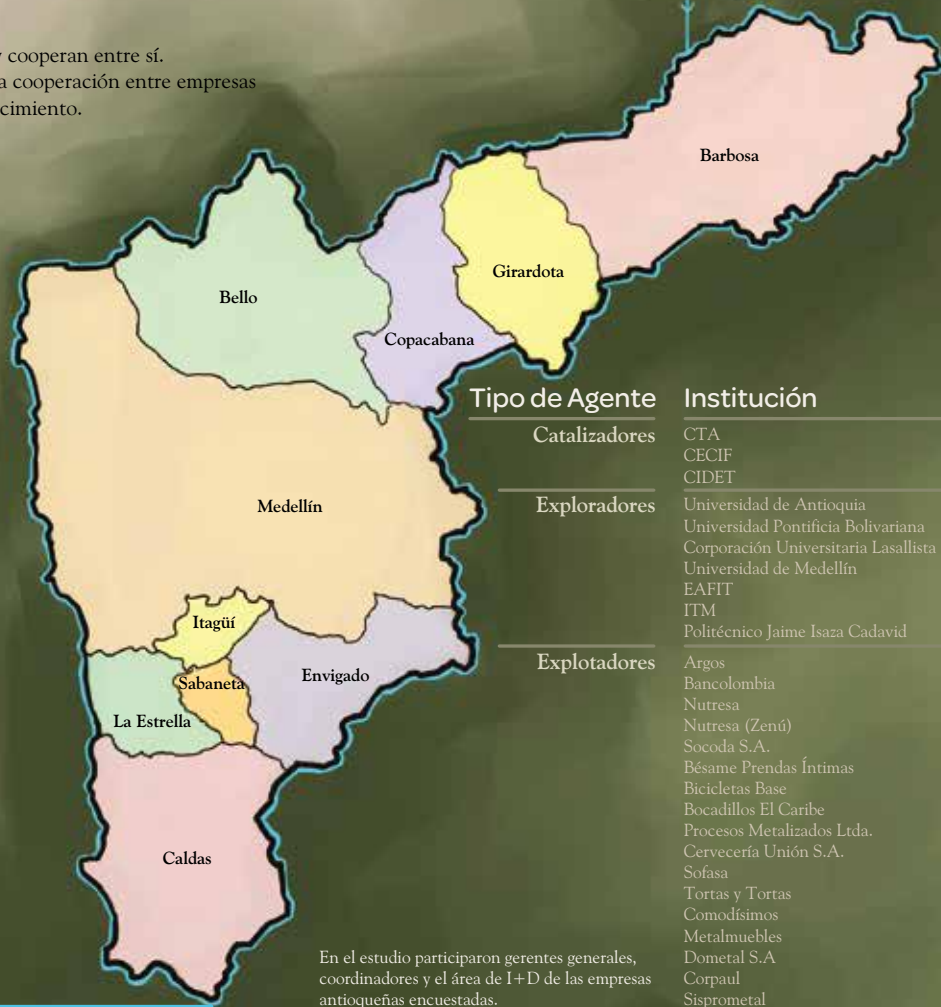 y cooperan entre sí.
a cooperación entre empresas
cimiento.
Barbosa
Girardota
Bello
Copacabana
Medellín
Itagüí
Sabaneta
Envigado
La Estrella
Caldas
Tipo de Agente Institución
Catalizadores CTA
CECIF
CIDET
Exploradores Universidad de Antioquia
Universidad Pontificia Bolivariana
Corporación Universitaria Lasallista
Universidad de Medellín
EAFIT
ITM
Politécnico Jaime Isaza Cadavid
Explotadores Argos
Bancolombia
Nutresa
Nutresa (Zenú)
Socoda S.A.
Bésame Prendas Íntimas
Bicicletas Base
Bocadillos El Caribe
Procesos Metalizados Ltda.
Cervecería Unión S.A.
Sofasa
Tortas y Tortas
Comodísimos
Metalmuebles
Dometal S.A
Corpaul
Sisprometal
En el estudio participaron gerentes generales,
coordinadores y el área de I+D de las empresas
antioqueñas encuestadas.